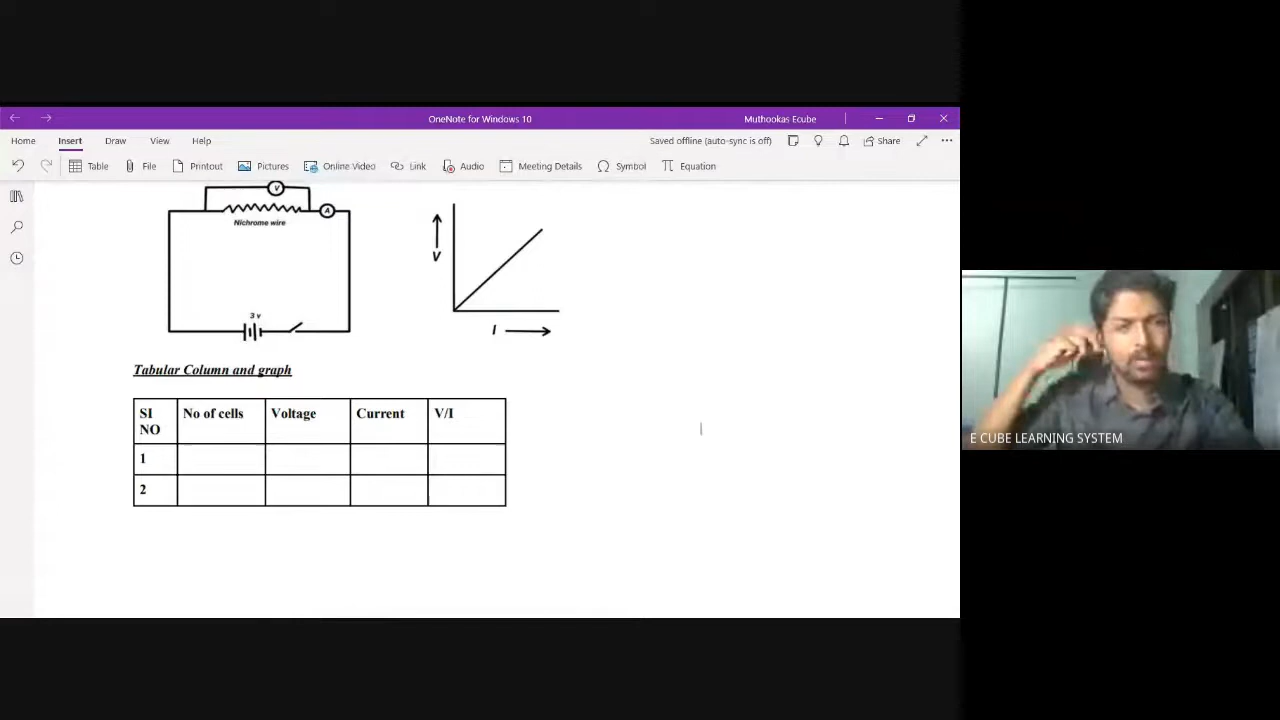 OneNote for Windows 10
Muthookas Ecube
Home
Insert
Draw
View
Help
Saved offline (auto-sync is off)
Share
Table
File
Printout
Pictures
Online Video
Link
Audio
Meeting Details
Symbol
Equation
V
A
Nichrome wire
V
3 v
I
Tabular Column and graph
SI NO
No of cells
Voltage
Current
V/I
1
2
E CUBE LEARNING SYSTEM